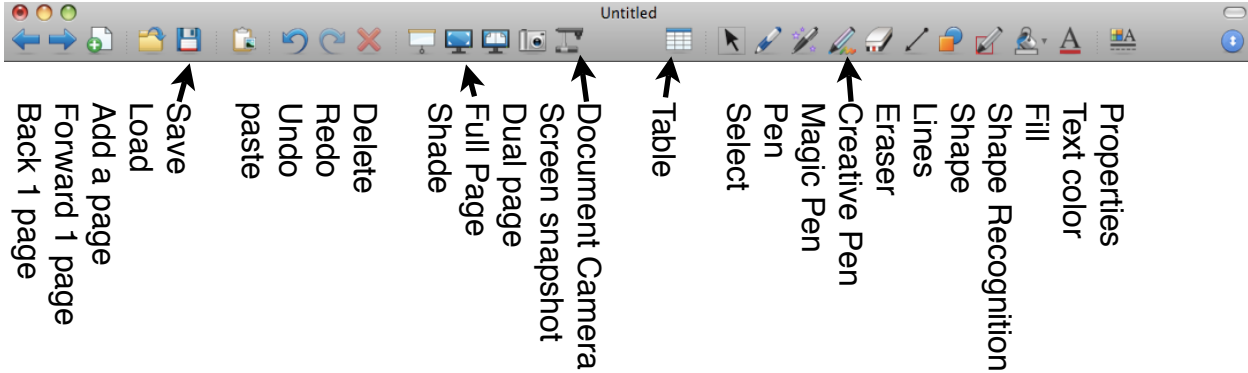 Untitled
Back 1 page
Forward 1 page
Add a page
Load
Save
paste
Undo
Redo
Delete
Shade
Full Page
Dual page
Screen snapshot
Document Camera
Table
Select
Pen
Magic Pen
Creative Pen
Eraser
Lines
Shape
Shape Recognition
Fill
Text color
Properties